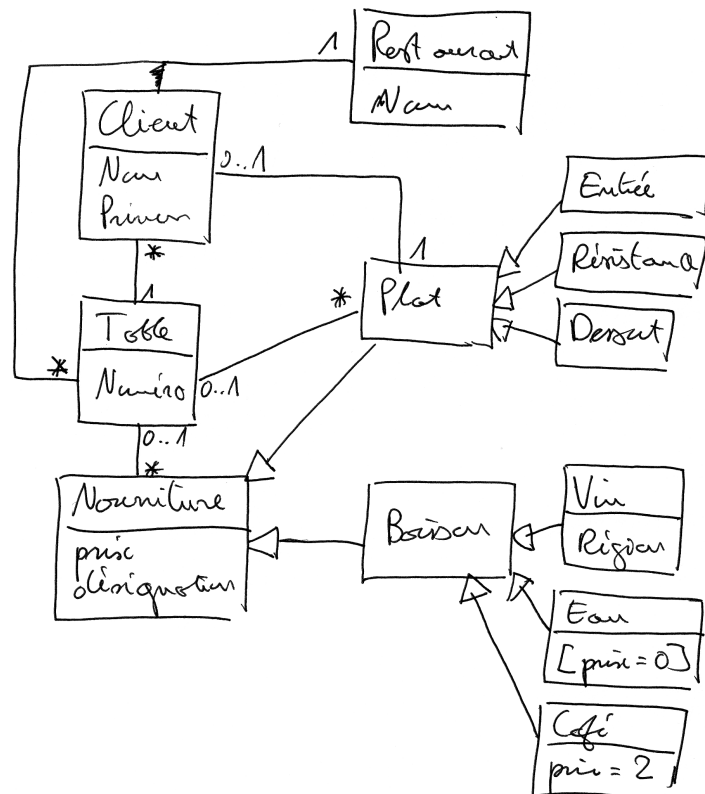 1
Restaurant
Nom
Client
Nom
Prénom
0..1
1
*
1
Table
Numéro
*
0..1
0..1
*
*
Plat
Entrée
Résistance
Dessert
Nourriture
prix
désignation
Boisson
Vin
Région
Eau
[prix = 0]
Café
prix = 2